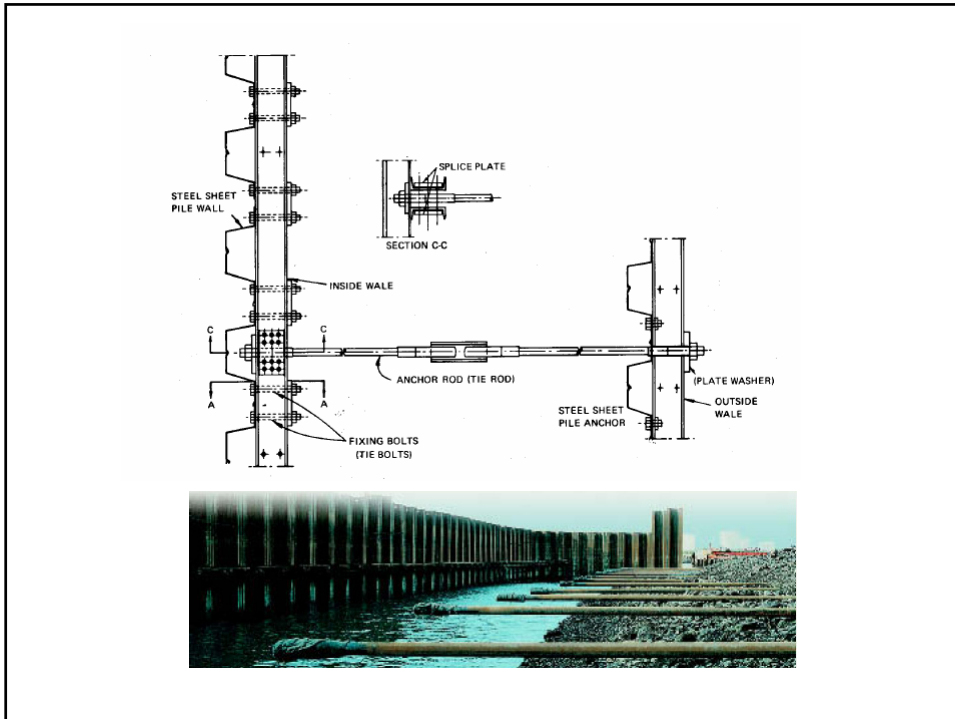 SPLICE PLATE
STEEL SHEET
PILE WALL
SECTION C-C
INSIDE WALE
C
C
ANCHOR ROD (TIE ROD)
(PLATE WASHER)
A
A
OUTSIDE
WALE
STEEL SHEET
PILE ANCHOR
FIXING BOLTS
(TIE BOLTS)